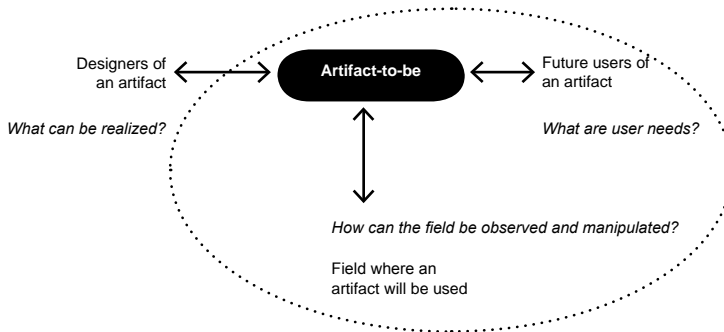 Designers of
an artifact
Artifact-to-be
Future users of
an artifact
What can be realized?
What are user needs?
How can the field be observed and manipulated?
Field where an
artifact will be used